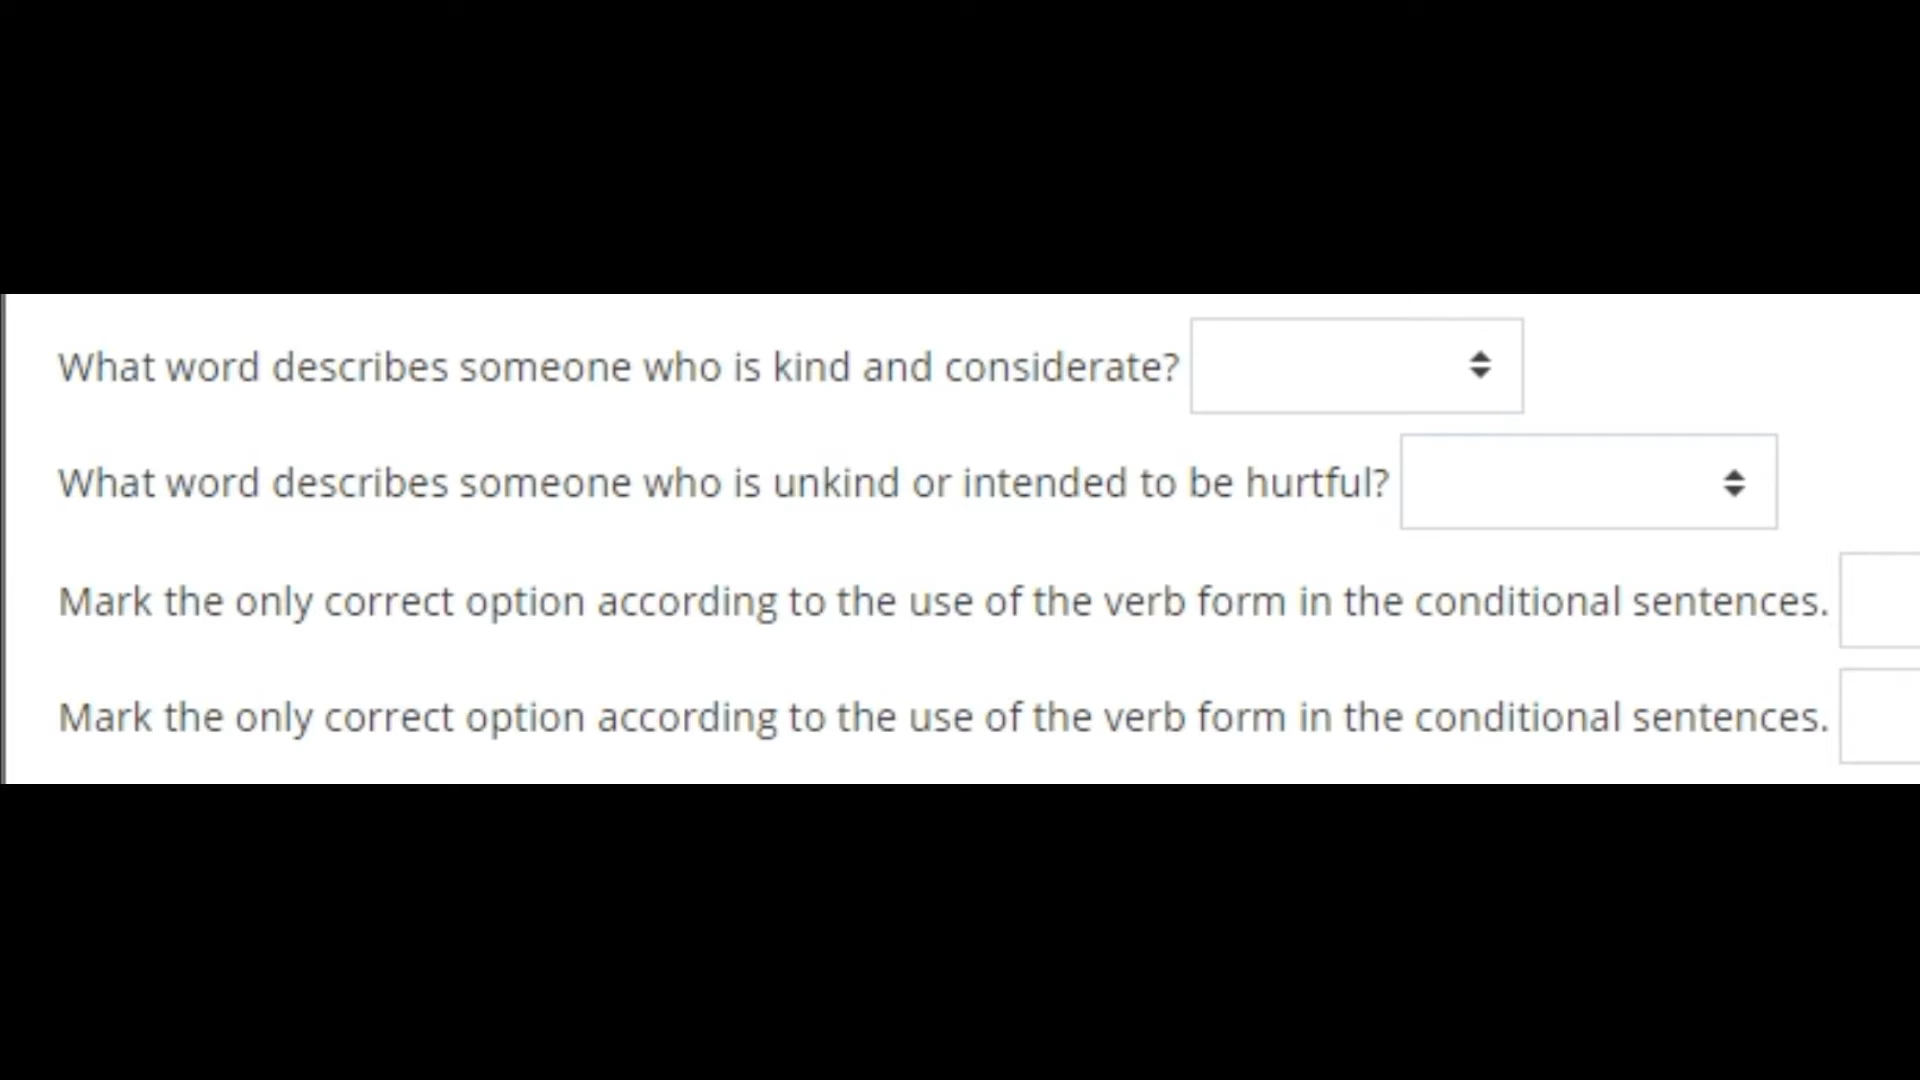 What word describes someone who is kind and considerate?
What word describes someone who is unkind or intended to be hurtful?
Mark the only correct option according to the use of the verb form in the conditional sentences.
Mark the only correct option according to the use of the verb form in the conditional sentences.